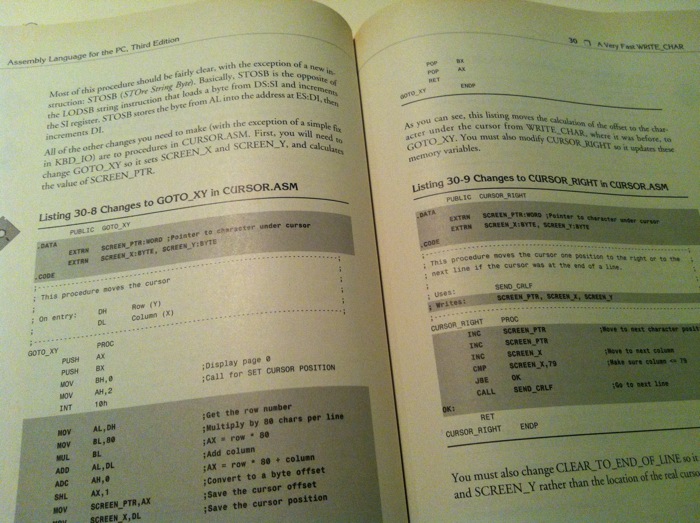 Assembly Language for the PC, Third Edition
Most of this procedure should be fairly clear, with the exception of a new in-
struction: STOSB (STOre String Byte). Basically, STOSB is the opposite of
the LODSB string instruction that loads a byte from DS:SI and increments
the SI register. STOSB stores the byte from AL into the address at ES:DI, then
increments DI.
All of the other changes you need to make (with the exception of a simple fix
in KBD_IO) are to procedures in CURSOR.ASM. First, you will need to
change GOTO_XY so it sets SCREEN_X and SCREEN_Y, and calculates
the value of SCREEN_PTR.
Listing 30-8 Changes to GOTO_XY in CURSOR.ASM
PUBLIC GOTO_XY
.DATA
EXTRN SCREEN_PTR:WORD ;Pointer to character under cursor
EXTRN SCREEN_X:BYTE, SCREEN_Y:BYTE
.CODE
; This procedure moves the cursor
; On entry: DH Row (Y)
; DL Column (X)
GOTO_XY PROC
PUSH AX
PUSH BX
MOV BH,0 ;Display page 0
MOV AH,2 ;Call for SET CURSOR POSITION
INT 10h
MOV AL,DH ;Get the row number
MOV BL,80 ;Multiply by 80 chars per line
MUL BL ;AX = row * 80
ADD AL,DL ;Add column
ADC AH,0 ;AX = row * 80 + column
SHL AX,1 ;Convert to a byte offset
MOV SCREEN_PTR,AX ;Save the cursor offset
MOV SCREEN_X,DL ;Save the cursor position
30 A Very Fast WRITE_CHAR
POP BX
POP AX
RET
GOTO_XY ENDP
As you can see, this listing moves the calculation of the offset to the char-
acter under the cursor from WRITE_CHAR, where it was before, to
GOTO_XY. You must also modify CURSOR_RIGHT so it updates these
memory variables.
Listing 30-9 Changes to CURSOR_RIGHT in CURSOR.ASM
PUBLIC CURSOR_RIGHT
.DATA
EXTRN SCREEN_PTR:WORD ;Pointer to character under cursor
EXTRN SCREEN_X:BYTE, SCREEN_Y:BYTE
.CODE
; This procedure moves the cursor one position to the right or to the
; next line if the cursor was at the end of a line.
; Uses: SEND_CRLF
; Writes: SCREEN_PTR, SCREEN_X, SCREEN_Y
CURSOR_RIGHT PROC
INC SCREEN_PTR ;Move to next character posit
INC SCREEN_PTR
INC SCREEN_X ;Move to next column
CMP SCREEN_X,79 ;Make sure column <= 79
JBE OK
CALL SEND_CRLF ;Go to next line
OK:
RET
CURSOR_RIGHT ENDP
You must also change CLEAR_TO_END_OF_LINE so it
and SCREEN_Y rather than the location of the real curso